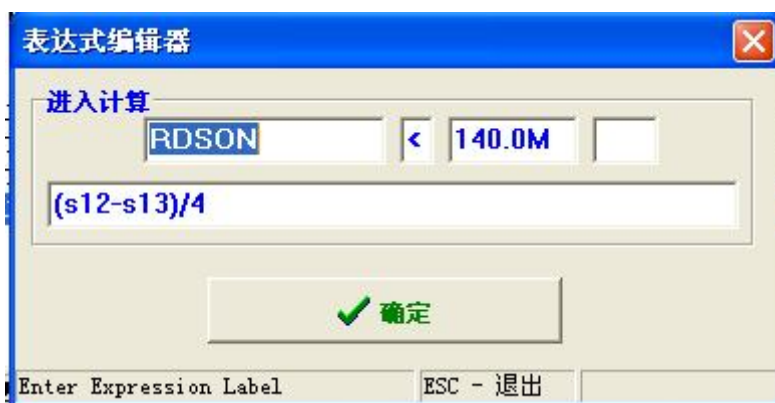 表达式编辑器
进入计算
RDSON < 140.0M
(s12-s13)/4
确定
Enter Expression Label ESC - 退出